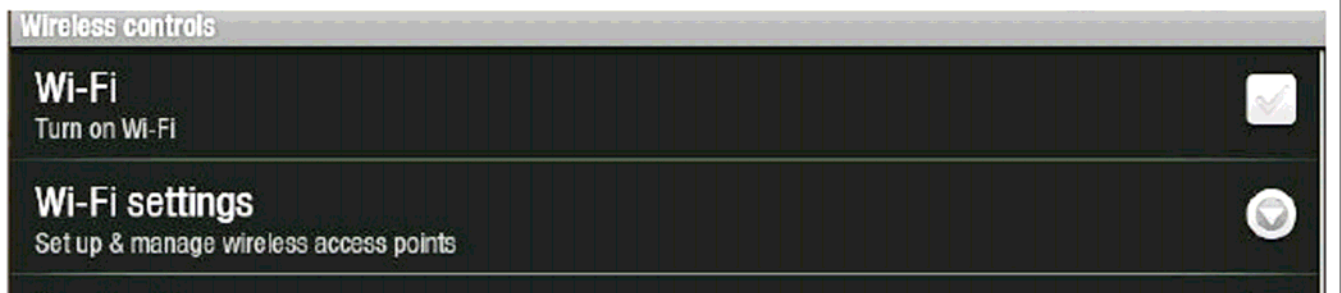 Wireless controls
Wi-Fi
Turn on Wi-Fi
Wi-Fi settings
Set up & manage wireless access points